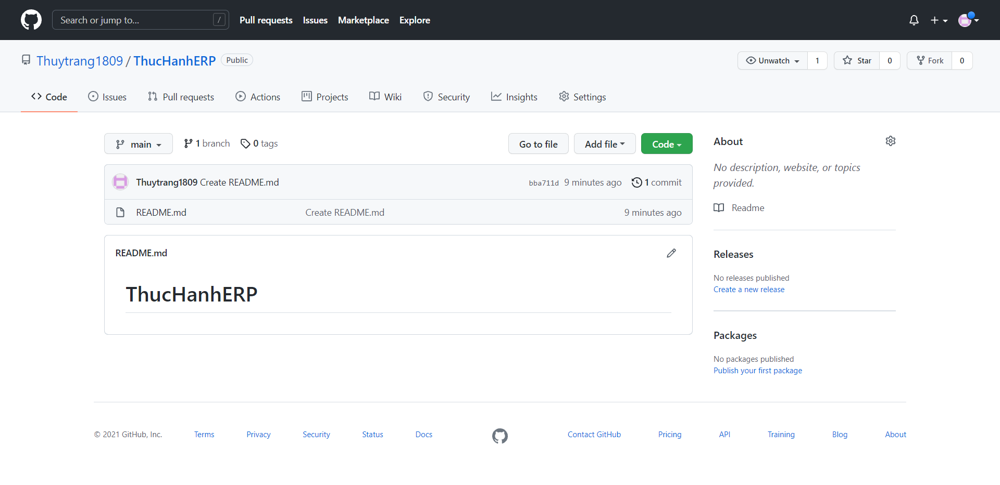 Search or jump to... / Pull requests Issues Marketplace Explore
Thuytrang1809 / ThucHanhERP Public Unwatch 1 Star 0 Fork 0
Code Issues Pull requests Actions Projects Wiki Security Insights Settings
main 1 branch 0 tags Go to file Add file Code
Thuytrang1809 Create README.md bba711d 9 minutes ago 1 commit
README.md Create README.md 9 minutes ago
README.md
ThucHanhERP
About
No description, website, or topics
provided.
Readme
Releases
No releases published
Create a new release
Packages
No packages published
Publish your first package
© 2021 GitHub, Inc. Terms Privacy Security Status Docs Contact GitHub Pricing API Training Blog About